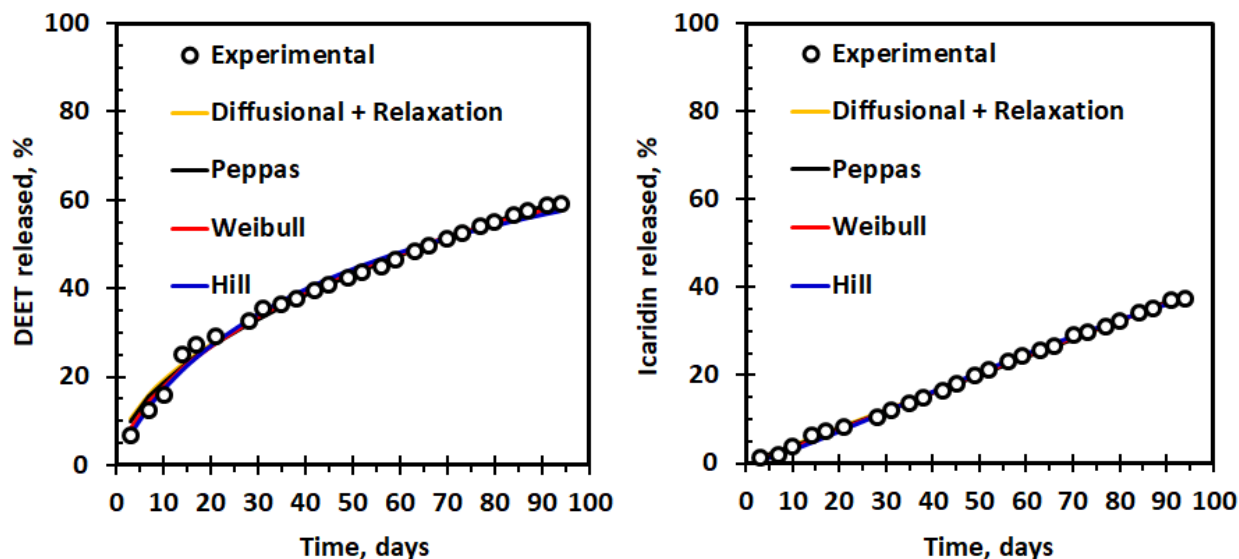 100
80
60
40
20
0
DEET released, %
Experimental
Diffusional + Relaxation
Peppas
Weibull
Hill
0 10 20 30 40 50 60 70 80 90 100
Time, days
100
80
60
40
20
0
Icaridin released, %
Experimental
Diffusional + Relaxation
Peppas
Weibull
Hill
0 10 20 30 40 50 60 70 80 90 100
Time, days